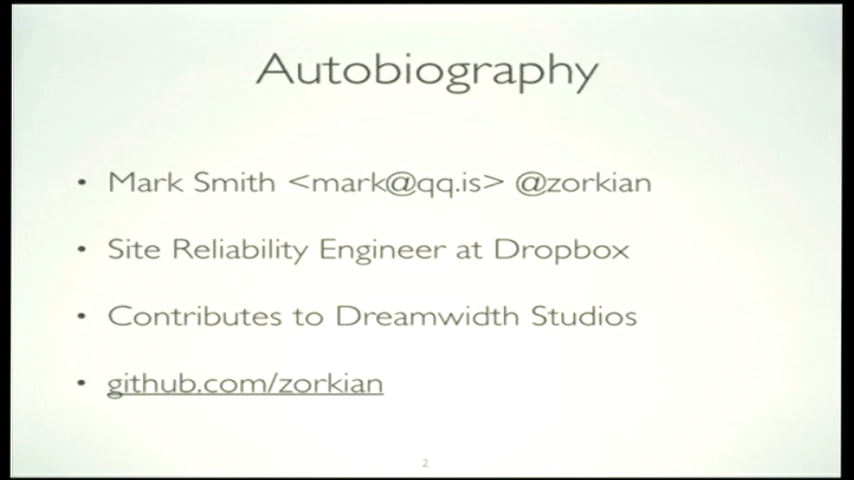 Autobiography
• Mark Smith <mark@qq.is> @zorkian
• Site Reliability Engineer at Dropbox
• Contributes to Dreamwidth Studios
• github.com/zorkian
2